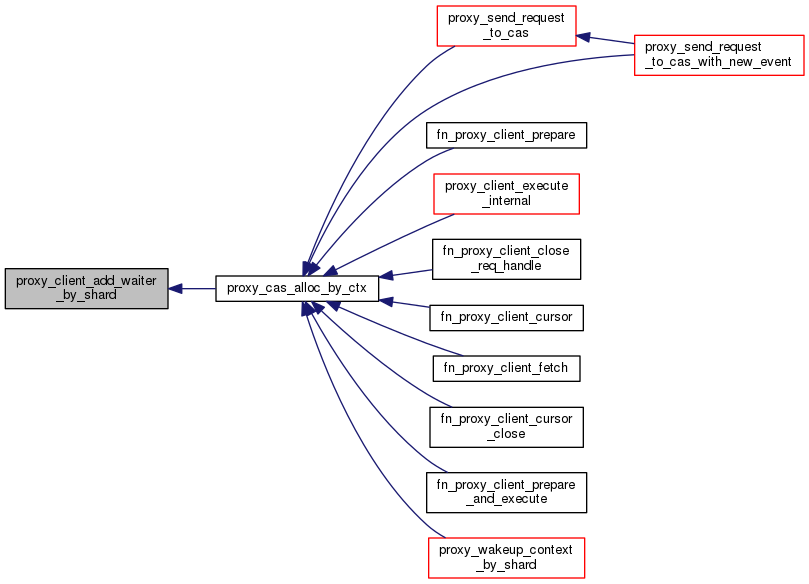 proxy_send_request
_to_cas
proxy_send_request
_to_cas_with_new_event
fn_proxy_client_prepare
proxy_client_execute
_internal
fn_proxy_client_close
_req_handle
proxy_client_add_waiter
_by_shard
proxy_cas_alloc_by_ctx
fn_proxy_client_cursor
fn_proxy_client_fetch
fn_proxy_client_cursor
_close
fn_proxy_client_prepare
_and_execute
proxy_wakeup_context
_by_shard